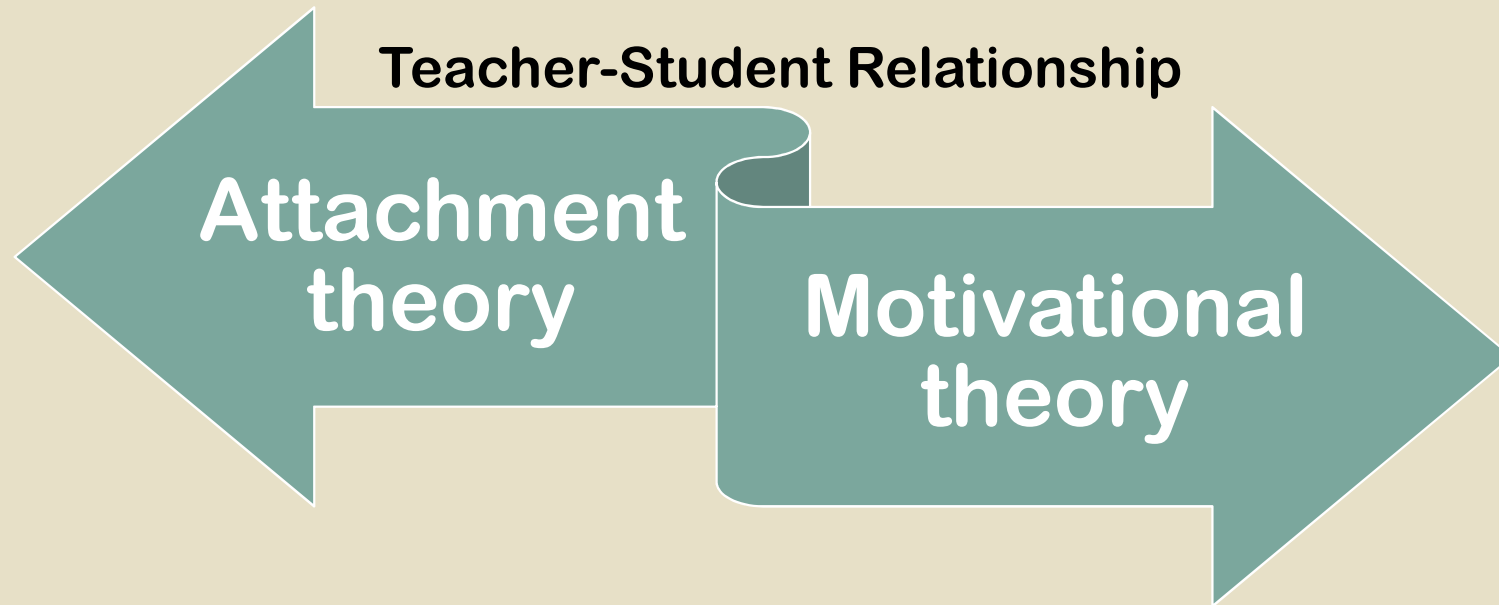 Teacher-Student Relationship
Attachment
theory
Motivational
theory